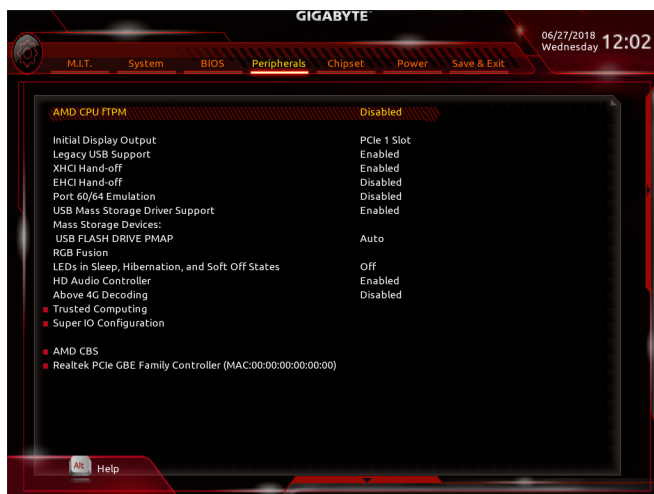 GIGABYTE
06/27/2018 Wednesday 12:02
M.I.T. System BIOS Peripherals Chipset Power Save & Exit
AMD CPU fTPM Disabled
Initial Display Output PCIe 1 Slot
Legacy USB Support Enabled
XHCI Hand-off Enabled
EHCI Hand-off Disabled
Port 60/64 Emulation Disabled
USB Mass Storage Driver Support Enabled
Mass Storage Devices:
USB FLASH DRIVE PMAP Auto
RGB Fusion
LEDs in Sleep, Hibernation, and Soft Off States Off
HD Audio Controller Enabled
Above 4G Decoding Disabled
Trusted Computing
Super IO Configuration
AMD CBS
Realtek PCIe GBE Family Controller (MAC:00:00:00:00:00:00)
Alt Help